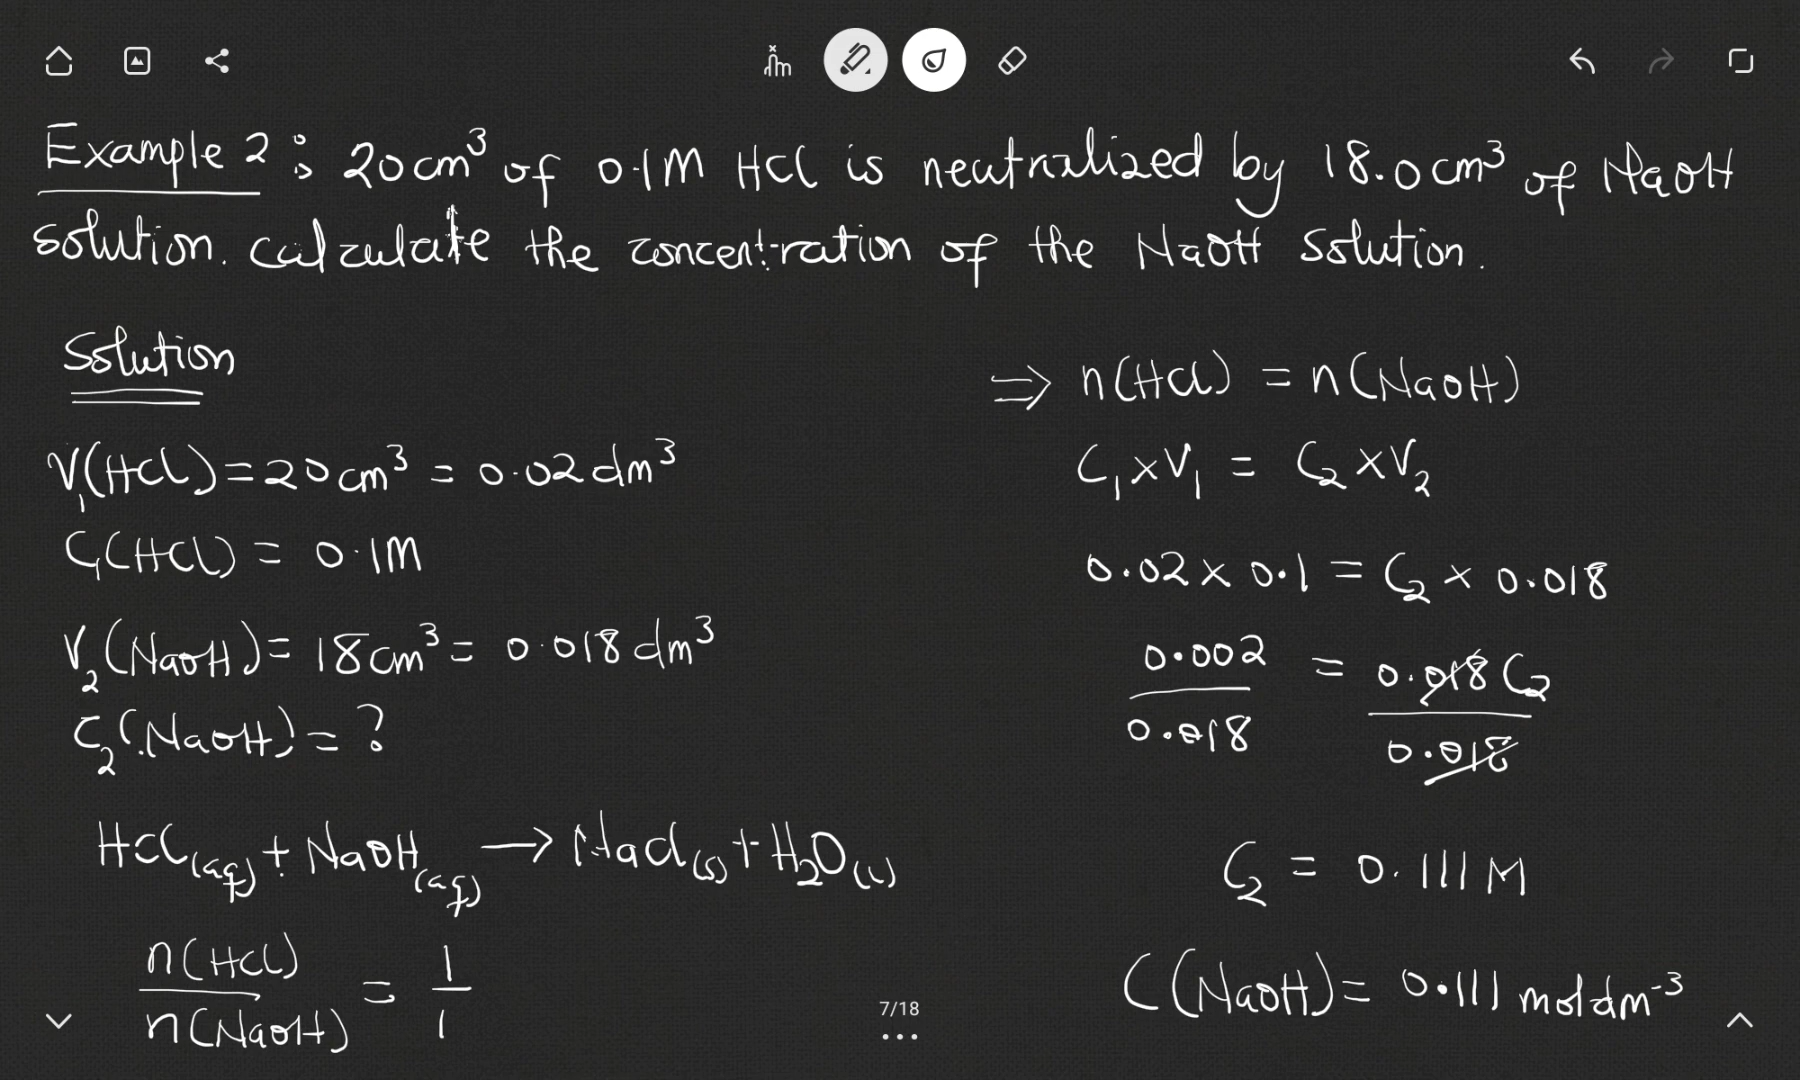 Example 2: 20cm³ of 0.1M HCl is neutralized by 18.0cm³ of NaOH
solution. Calculate the concentration of the NaOH solution.
Solution
V₁(HCl) = 20cm³ = 0.02dm³
C₁(HCl) = 0.1M
V₂(NaOH) = 18cm³ = 0.018dm³
C₂(NaOH) = ?
HCl(aq) + NaOH(aq) → NaCl(s) + H₂O(l)
n(HCl)
n(NaOH) = 1/1
⇒ n(HCl) = n(NaOH)
C₁ × V₁ = C₂ × V₂
0.02 × 0.1 = C₂ × 0.018
0.002 = 0.018 C₂
0.018 0.018
C₂ = 0.111M
C(NaOH) = 0.111 moldm⁻³
7/18